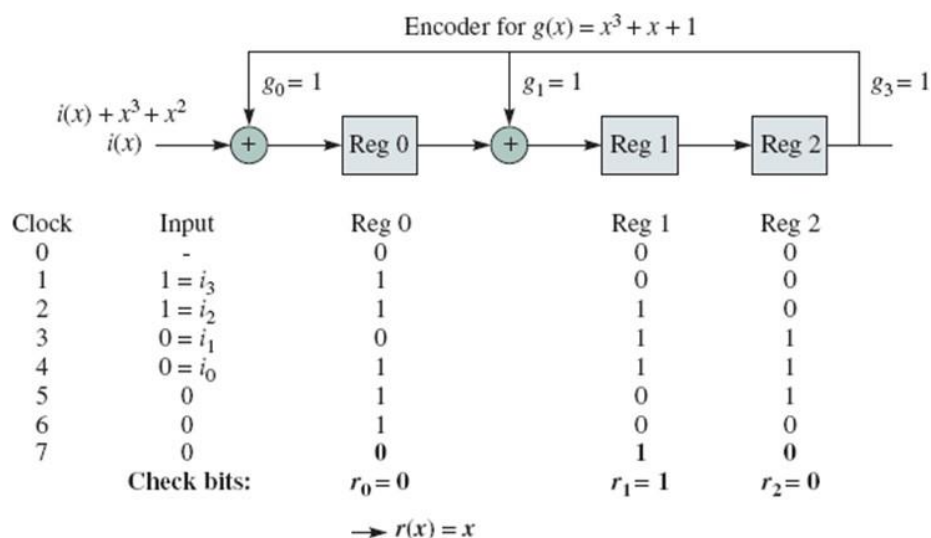 Encoder for g(x) = x³ + x + 1
g₀ = 1 g₁ = 1 g₃ = 1
i(x) + x³ + x²
i(x) + Reg 0 + Reg 1 Reg 2
Clock Input Reg 0 Reg 1 Reg 2
0 - 0 0 0
1 1 = i₃ 1 0 0
2 1 = i₂ 1 1 0
3 0 = i₁ 0 1 1
4 0 = i₀ 1 1 1
5 0 1 0 1
6 0 1 0 0
7 0 0 1 0
Check bits: r₀ = 0 r₁ = 1 r₂ = 0
→ r(x) = x